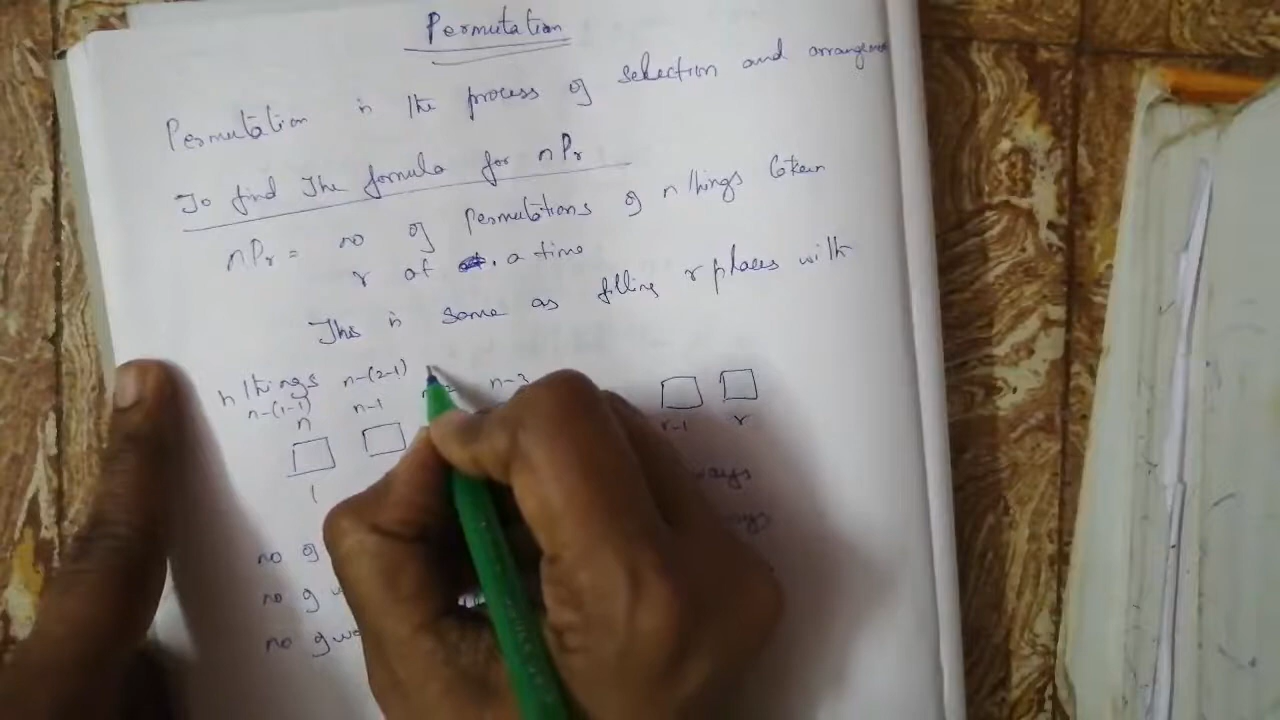 Permutation
Permutation is the process of selection and arrangement
To find The formula for nPr
nPr = no of permutations of n things taken
r at a time
This is same as filling r places with
n things n-(2-1)
n-(1-1) n-1 n-3
n
1 r-1 r
ways
no of
no of
no of